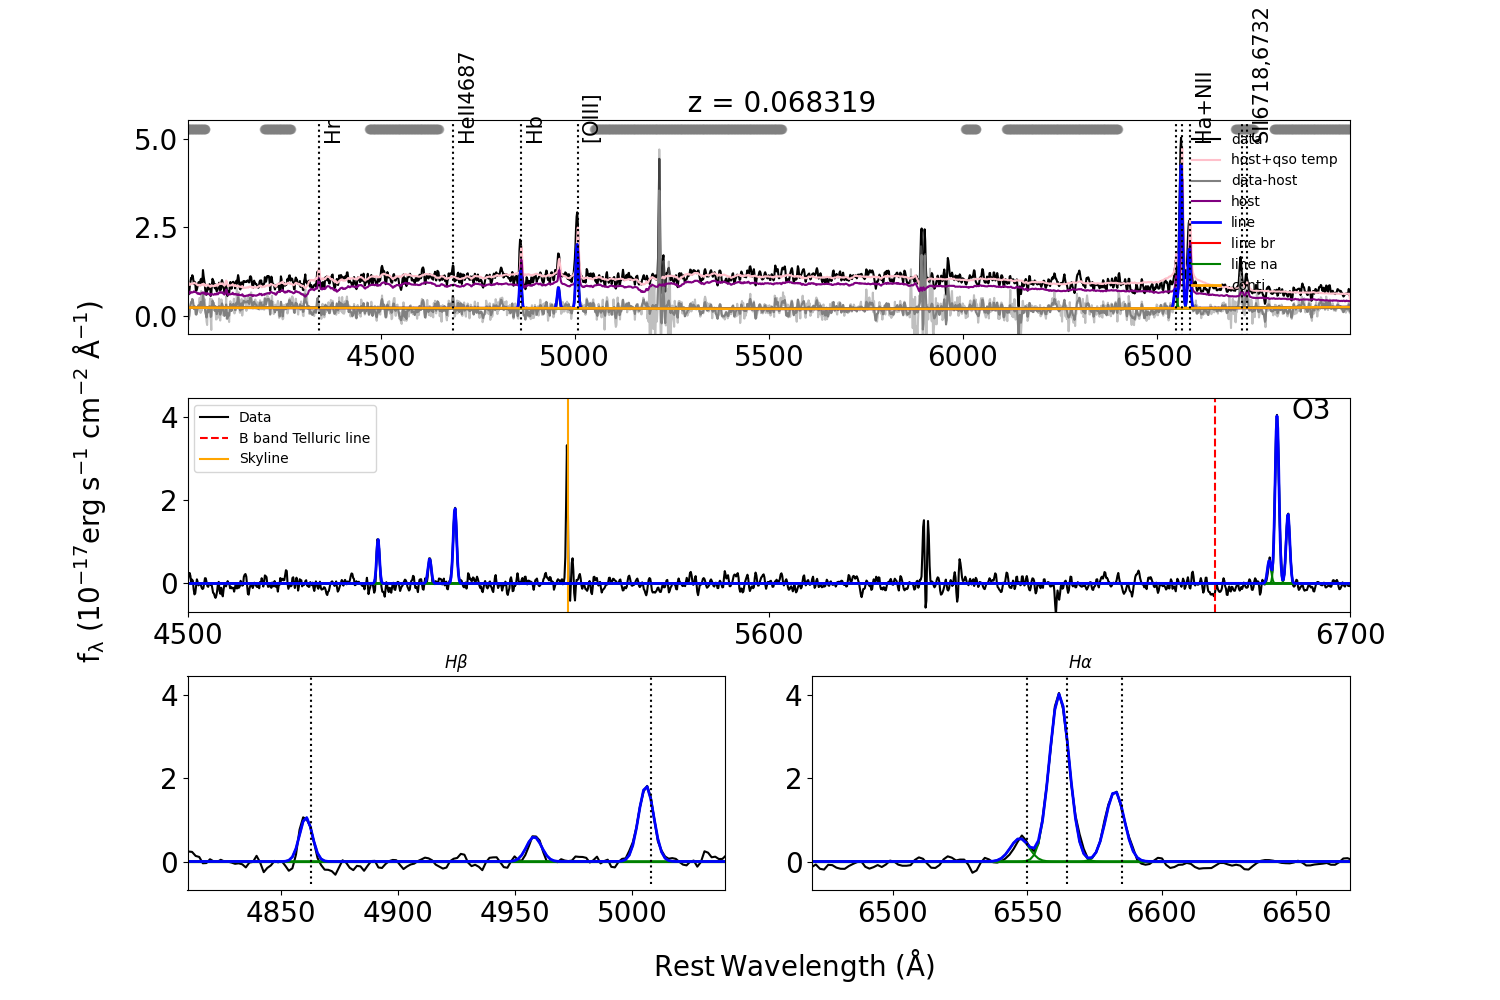 z = 0.068319
Hr
HeII4687
Hb
[OIII]
Ha+NII
SII6718,6732
5.0
2.5
0.0
data
host+qso temp
data-host
host
line
line br
line na
conti
4500 5000 5500 6000 6500
f_λ (10^−17 erg s^−1 cm^−2 Å^−1)
4
2
0
Data
B band Telluric line
Skyline
O3
4500 5600 6700
Hβ
4
2
0
4850 4900 4950 5000
Hα
4
2
0
6500 6550 6600 6650
Rest Wavelength (Å)